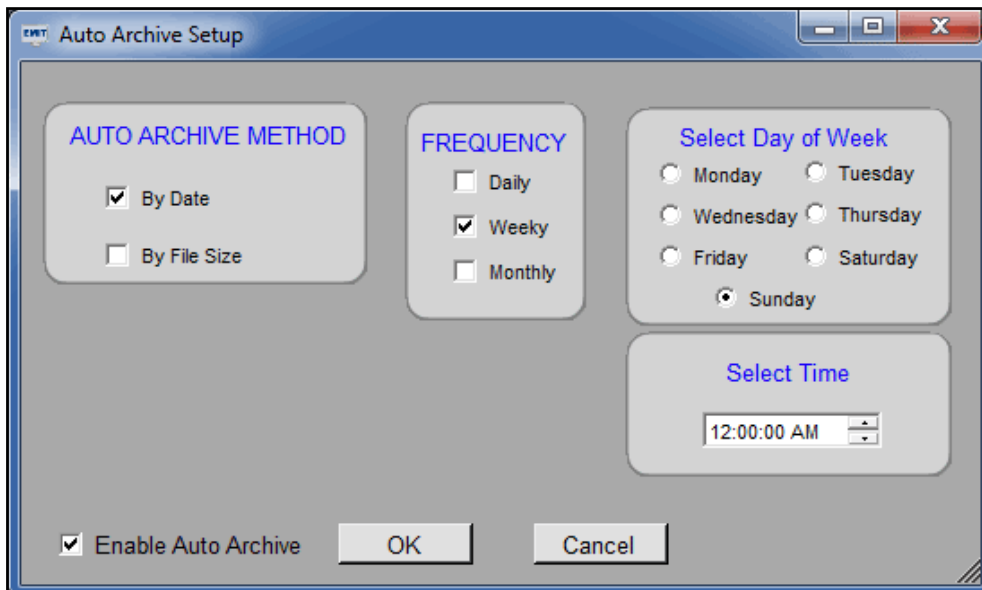 Auto Archive Setup
AUTO ARCHIVE METHOD
By Date
By File Size
FREQUENCY
Daily
Weeky
Monthly
Select Day of Week
Monday
Tuesday
Wednesday
Thursday
Friday
Saturday
Sunday
Select Time
12:00:00 AM
Enable Auto Archive
OK
Cancel